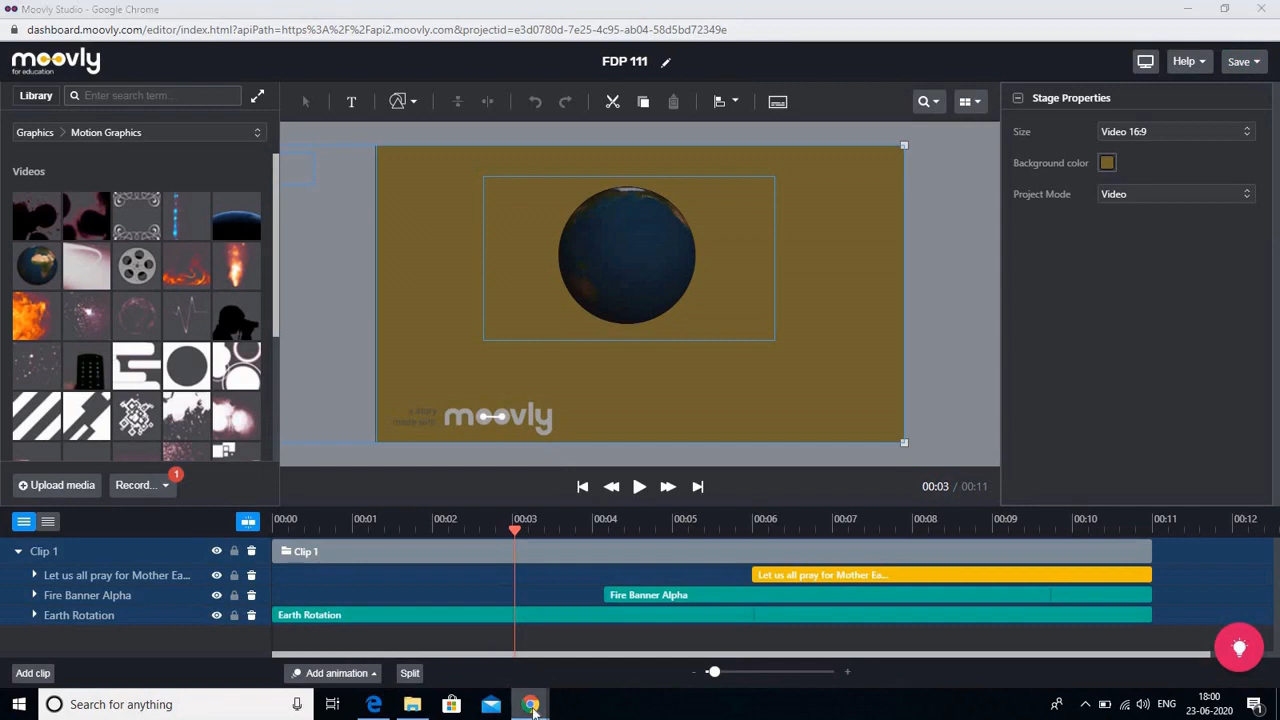 Moovly Studio - Google Chrome
dashboard.moovly.com/editor/index.html?apiPath=https%3A%2F%2Fapi2.moovly.com&projectid=e3d0780d-7e25-4c95-ab04-58d5bd72349e
moovly
for education
FDP 111
Help
Save
Library
Enter search term...
T
Stage Properties
Graphics > Motion Graphics
Size
Video 16:9
Background color
Project Mode
Video
Videos
a story
made with
moovly
Upload media
Record...
1
00:03 / 00:11
00:00 00:01 00:02 00:03 00:04 00:05 00:06 00:07 00:08 00:09 00:10 00:11 00:12
Clip 1
Clip 1
Let us all pray for Mother Ea...
Let us all pray for Mother Ea...
Fire Banner Alpha
Fire Banner Alpha
Earth Rotation
Earth Rotation
Add clip
Add animation
Split
- +
Search for anything
ENG
18:00
23-06-2020
1